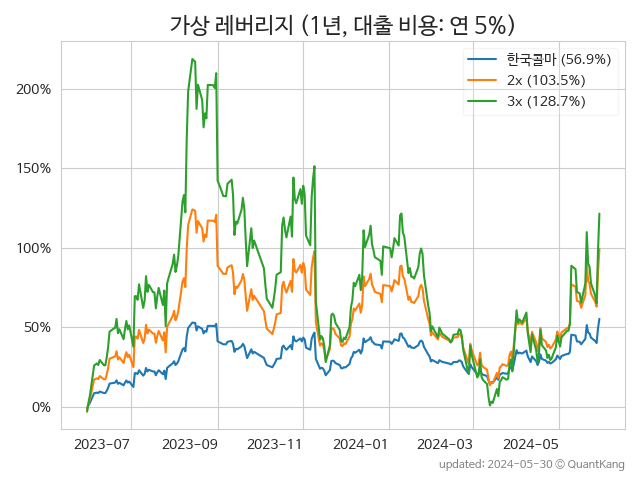 가상 레버리지 (1년, 대출 비용: 연 5%)
한국콜마 (56.9%)
2x (103.5%)
3x (128.7%)
200%
150%
100%
50%
0%
2023-07
2023-09
2023-11
2024-01
2024-03
2024-05
updated: 2024-05-30 © QuantKang